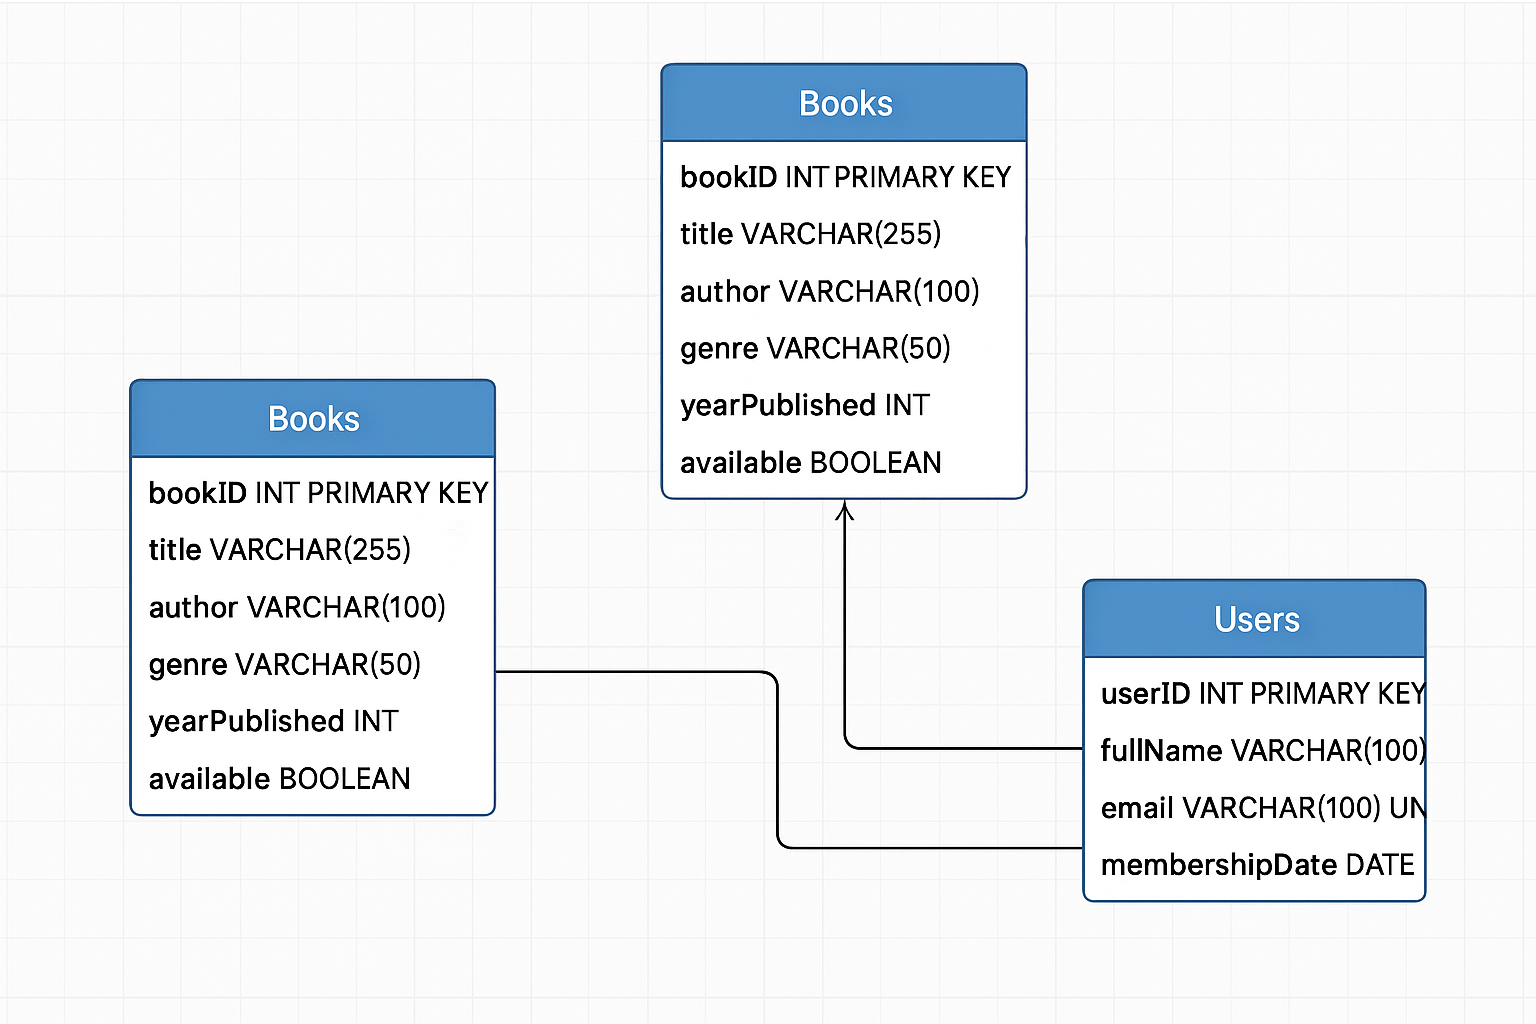 Books
bookID INT PRIMARY KEY
title VARCHAR(255)
author VARCHAR(100)
genre VARCHAR(50)
yearPublished INT
available BOOLEAN
Books
bookID INT PRIMARY KEY
title VARCHAR(255)
author VARCHAR(100)
genre VARCHAR(50)
yearPublished INT
available BOOLEAN
Users
userID INT PRIMARY KEY
fullName VARCHAR(100)
email VARCHAR(100) UN
membershipDate DATE